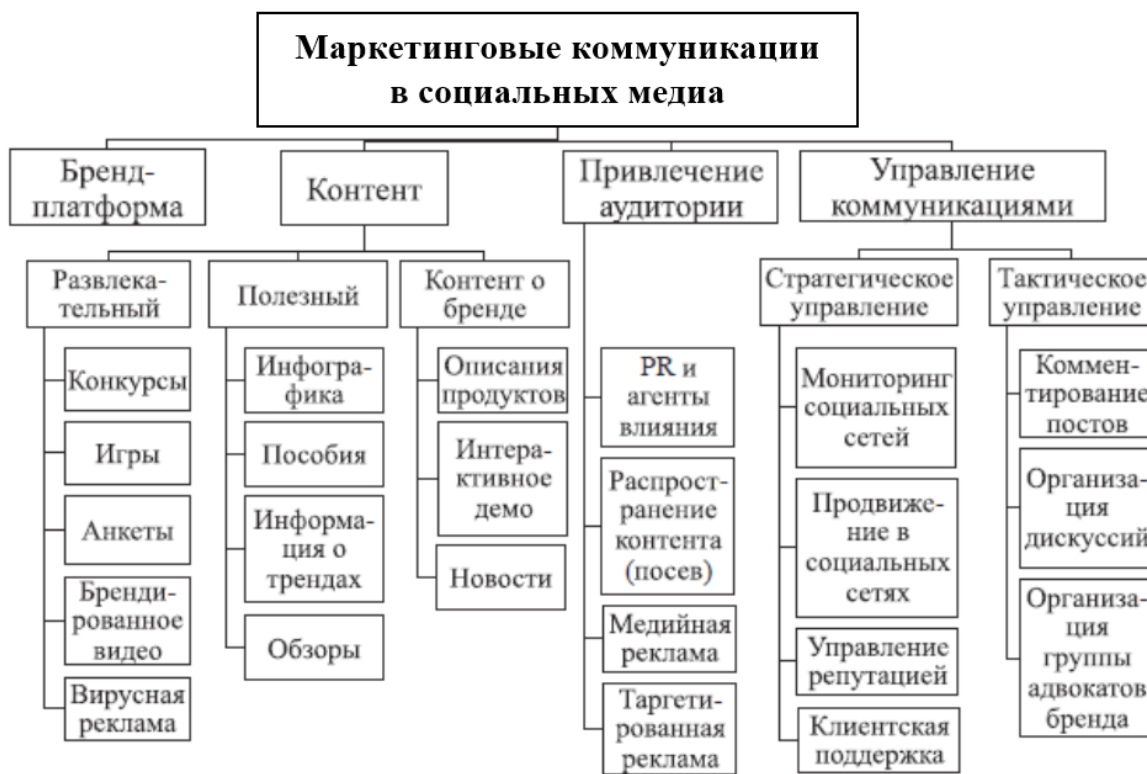 Маркетинговые коммуникации
в социальных медиа
Бренд-
платформа
Контент
Привлечение
аудитории
Управление
коммуникациями
Развлека-
тельный
Конкурсы
Игры
Анкеты
Бренди-
рованное
видео
Вирусная
реклама
Полезный
Инфогра-
фика
Пособия
Информа-
ция о
трендах
Обзоры
Контент о
бренде
Описания
продуктов
Интера-
ктивное
демо
Новости
PR и
агенты
влияния
Распрост-
ранение
контента
(посев)
Медийная
реклама
Таргети-
рованная
реклама
Стратегическое
управление
Мониторинг
социальных
сетей
Продвиже-
ние в
социальных
сетях
Управление
репутацией
Клиентская
поддержка
Тактическое
управление
Коммен-
тирование
постов
Организа-
ция
дискуссий
Организа-
ция
группы
адвокатов
бренда